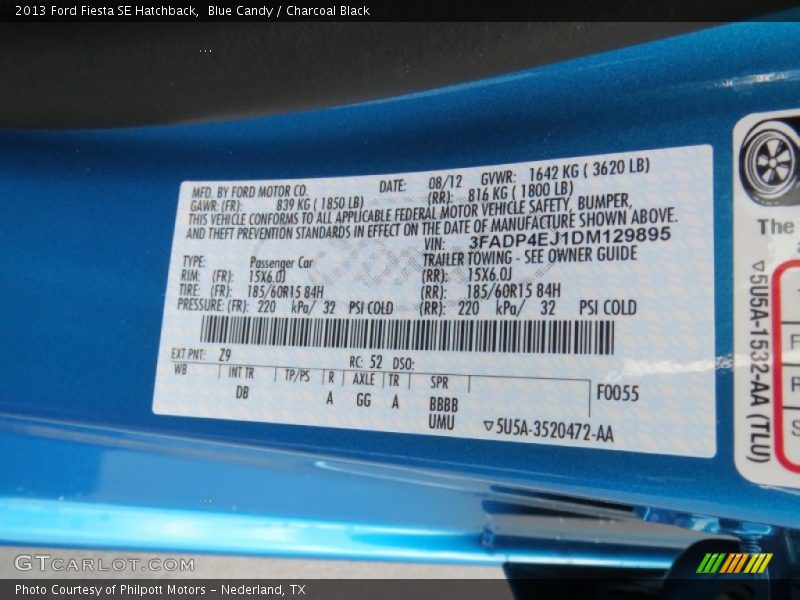 2013 Ford Fiesta SE Hatchback, Blue Candy / Charcoal Black
MFD. BY FORD MOTOR CO. DATE: 08/12 GVWR: 1642 KG ( 3620 LB)
GAWR: (FR): 839 KG ( 1850 LB) (RR): 816 KG ( 1800 LB)
THIS VEHICLE CONFORMS TO ALL APPLICABLE FEDERAL MOTOR VEHICLE SAFETY, BUMPER,
AND THEFT PREVENTION STANDARDS IN EFFECT ON THE DATE OF MANUFACTURE SHOWN ABOVE.
VIN: 3FADP4EJ1DM129895
TYPE: Passenger Car TRAILER TOWING - SEE OWNER GUIDE
RIM: (FR): 15X6.0J (RR): 15X6.0J
TIRE: (FR): 185/60R15 84H (RR): 185/60R15 84H
PRESSURE: (FR): 220 kPa/ 32 PSI COLD (RR): 220 kPa/ 32 PSI COLD
EXT PNT: Z9 RC: 52 DSO:
WB INT TR TP/PS R AXLE TR SPR F0055
DB A GG A BBBB
UMU ▽5U5A-3520472-AA
The
▽5U5A-1532-AA (TLU)
F
R
S
GTCARLOT.COM
Photo Courtesy of Philpott Motors - Nederland, TX